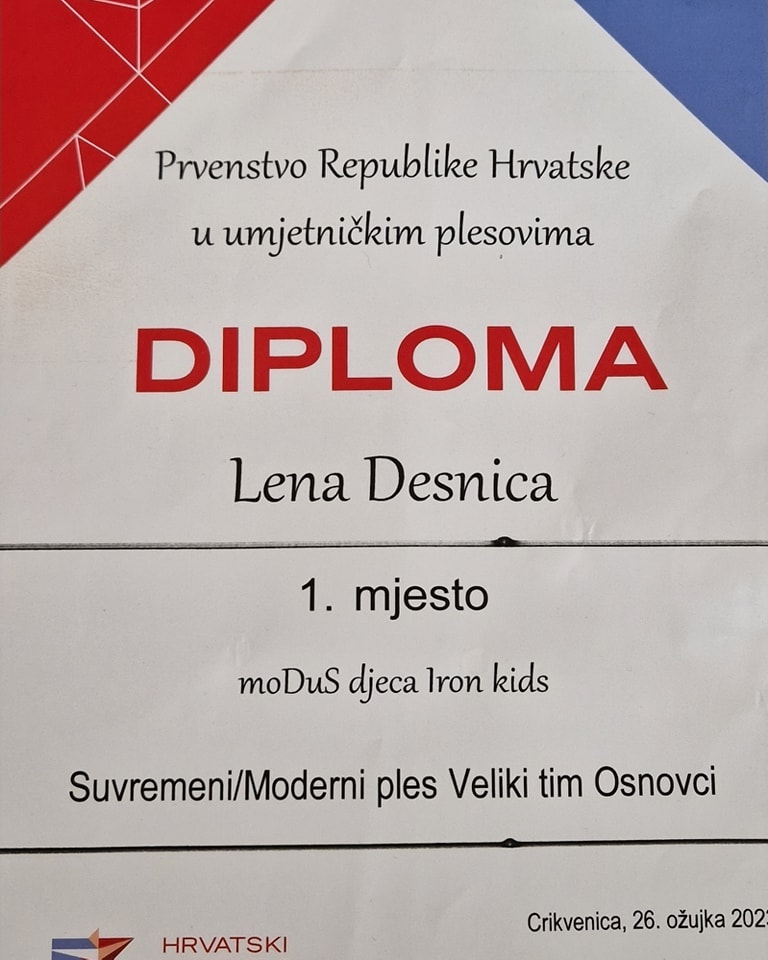 Prvenstvo Republike Hrvatske
u umjetničkim plesovima
DIPLOMA
Lena Desnica
1. mjesto
moDuS djeca Iron kids
Suvremeni/Moderni ples Veliki tim Osnovci
Crikvenica, 26. ožujka 202
HRVATSKI